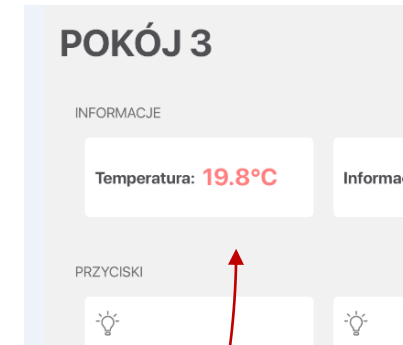 POKÓJ 3
INFORMACJE
Temperatura: 19.8°C
PRZYCISKI